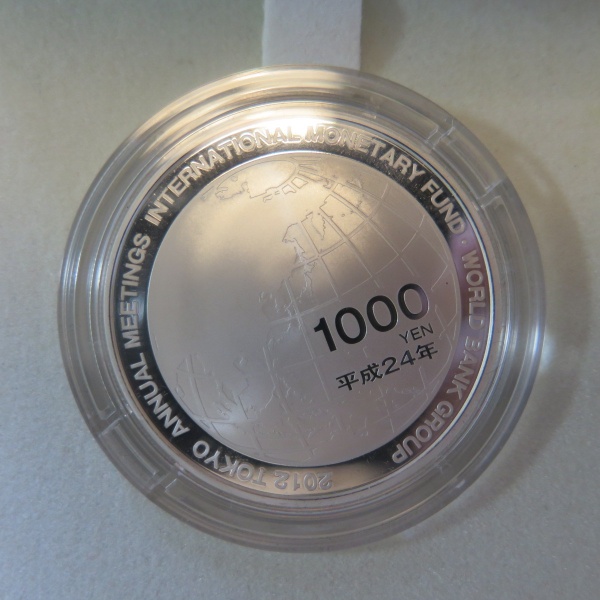 INTERNATIONAL MONETARY FUND · WORLD BANK GROUP
2012 TOKYO ANNUAL MEETINGS
1000
YEN
平成24年